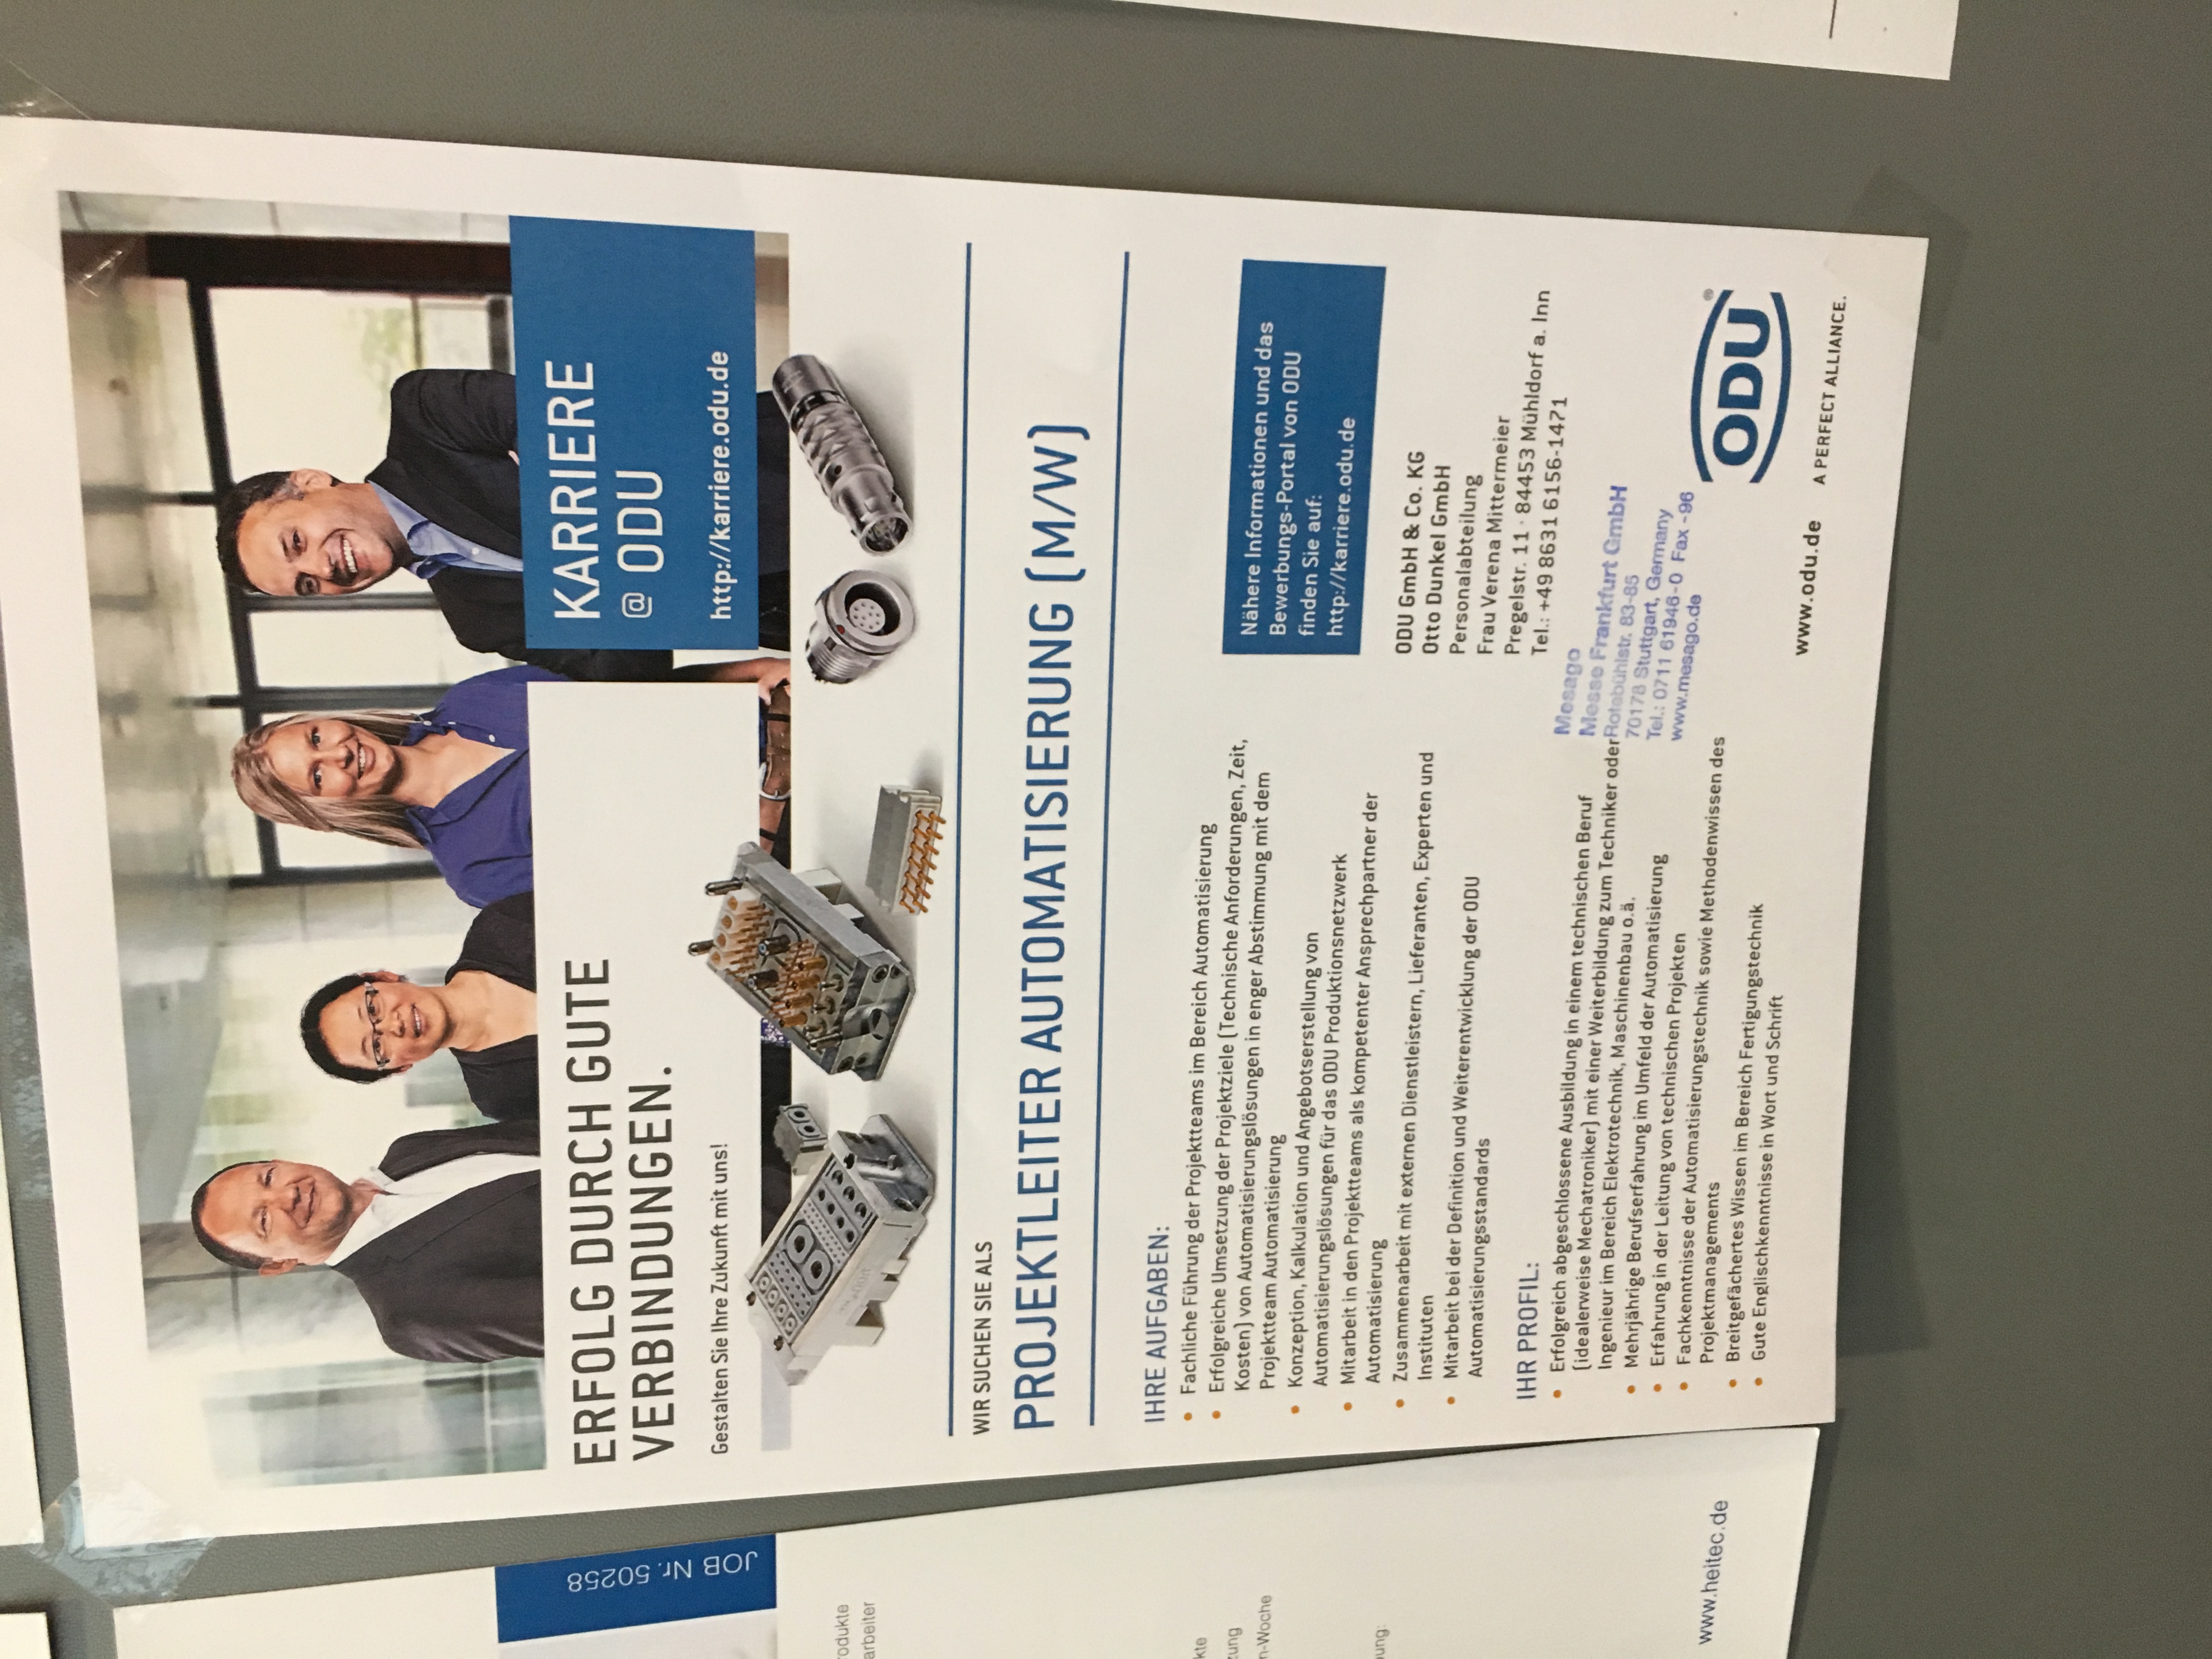 JOB Nr. 50258
rodukte
arbeiter
kte
zung
n-Woche
ung:
www.heitec.de
ERFOLG DURCH GUTE
VERBINDUNGEN.
Gestalten Sie Ihre Zukunft mit uns!
KARRIERE
@ ODU
http://karriere.odu.de
WIR SUCHEN SIE ALS
PROJEKTLEITER AUTOMATISIERUNG (M/W)
IHRE AUFGABEN:
• Fachliche Führung der Projektteams im Bereich Automatisierung
• Erfolgreiche Umsetzung der Projektziele (Technische Anforderungen, Zeit,
Kosten) von Automatisierungslösungen in enger Abstimmung mit dem
Projektteam Automatisierung
• Konzeption, Kalkulation und Angebotserstellung von
Automatisierungslösungen für das ODU Produktionsnetzwerk
• Mitarbeit in den Projektteams als kompetenter Ansprechpartner der
Automatisierung
• Zusammenarbeit mit externen Dienstleistern, Lieferanten, Experten und
Instituten
• Mitarbeit bei der Definition und Weiterentwicklung der ODU
Automatisierungsstandards
IHR PROFIL:
• Erfolgreich abgeschlossene Ausbildung in einem technischen Beruf
(idealerweise Mechatroniker) mit einer Weiterbildung zum Techniker oder
Ingenieur im Bereich Elektrotechnik, Maschinenbau o.ä.
• Mehrjährige Berufserfahrung im Umfeld der Automatisierung
• Erfahrung in der Leitung von technischen Projekten
• Fachkenntnisse der Automatisierungstechnik sowie Methodenwissen des
Projektmanagements
• Breitgefächertes Wissen im Bereich Fertigungstechnik
• Gute Englischkenntnisse in Wort und Schrift
Nähere Informationen und das
Bewerbungs-Portal von ODU
finden Sie auf:
http://karriere.odu.de
ODU GmbH & Co. KG
Otto Dunkel GmbH
Personalabteilung
Frau Verena Mittermeier
Pregelstr. 11 · 84453 Mühldorf a. Inn
Tel.: +49 8631 6156-1471
Mesago
Messe Frankfurt GmbH
Rotebühlstr. 83-85
70178 Stuttgart, Germany
Tel.: 0711 61946-0 Fax -96
www.mesago.de
ODU®
www.odu.de
A PERFECT ALLIANCE.